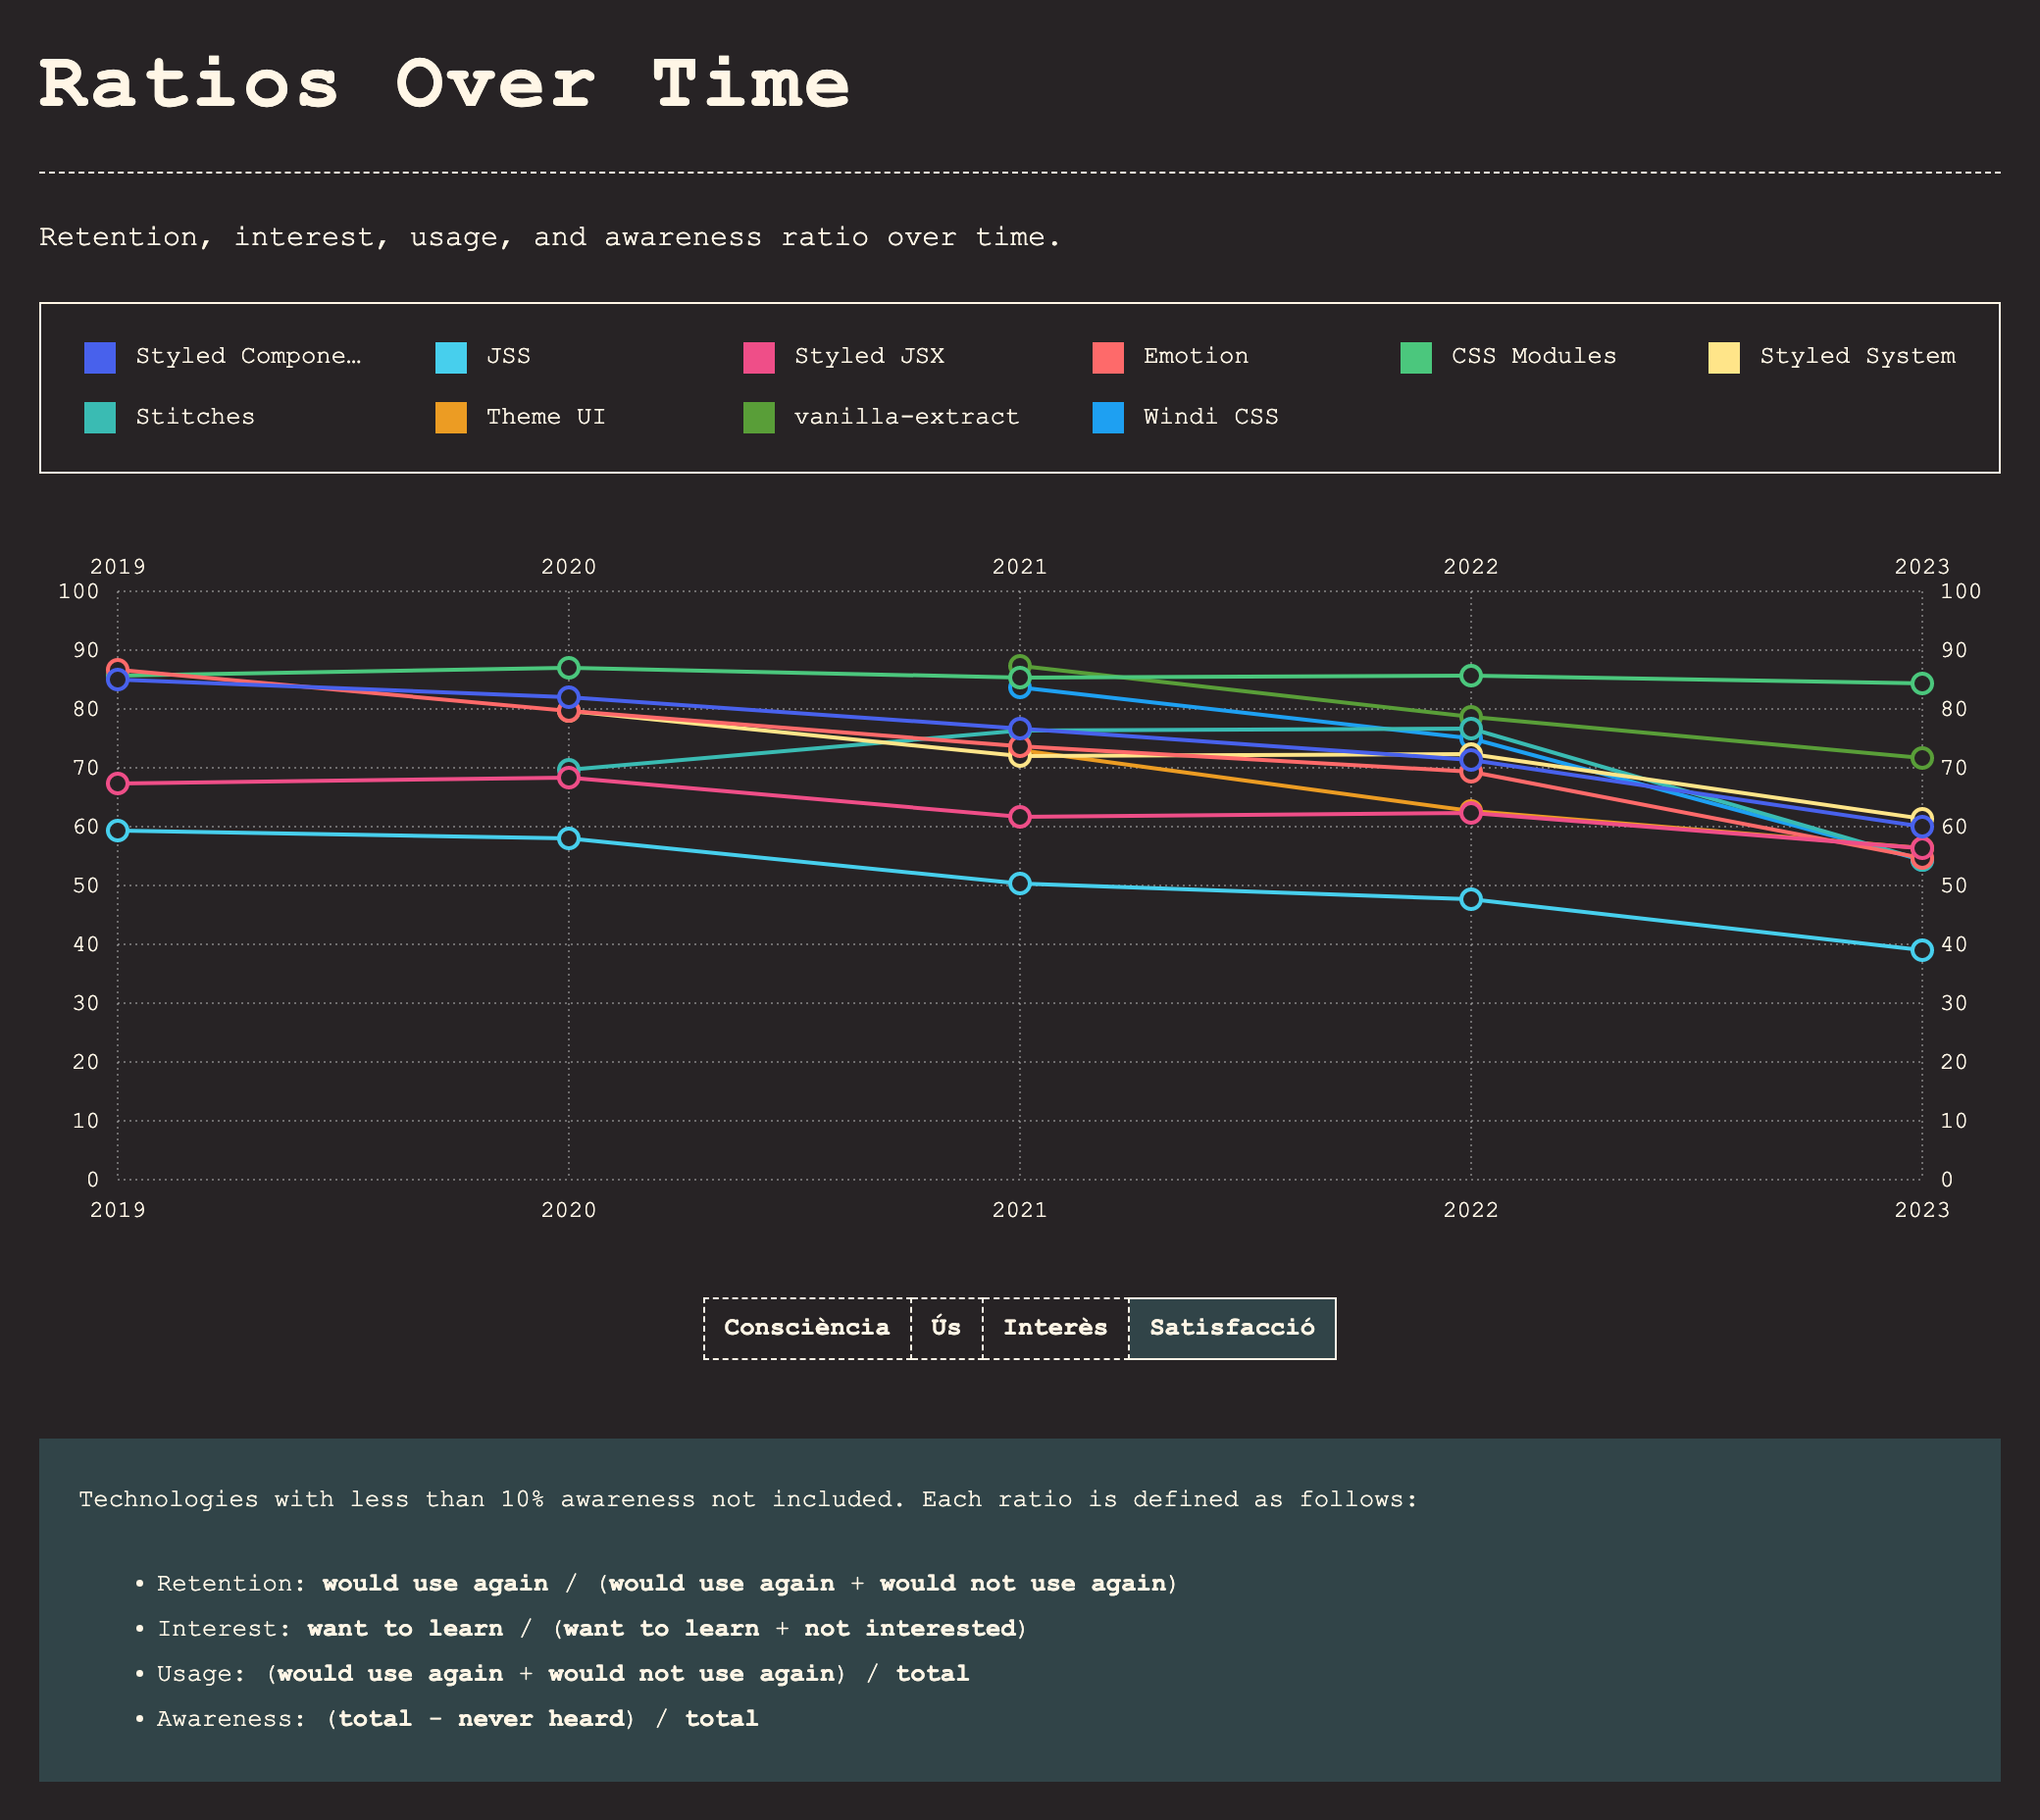 Ratios Over Time
Retention, interest, usage, and awareness ratio over time.
Styled Compone… JSS Styled JSX Emotion CSS Modules Styled System
Stitches Theme UI vanilla-extract Windi CSS
2019 2020 2021 2022 2023
100 100
90 90
80 80
70 70
60 60
50 50
40 40
30 30
20 20
10 10
0 0
2019 2020 2021 2022 2023
Consciència Ús Interès Satisfacció
Technologies with less than 10% awareness not included. Each ratio is defined as follows:
• Retention: would use again / (would use again + would not use again)
• Interest: want to learn / (want to learn + not interested)
• Usage: (would use again + would not use again) / total
• Awareness: (total - never heard) / total